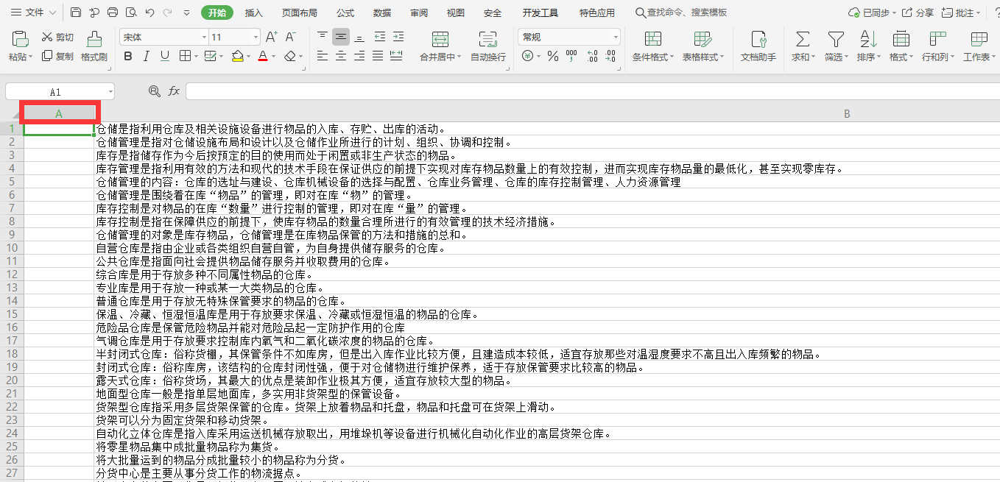 文件 开始 插入 页面布局 公式 数据 审阅 视图 安全 开发工具 特色应用 查找命令、搜索模板 已同步 分享 批注 ?
粘贴 剪切 复制 格式刷 宋体 11 A+ A- B I U A 合并居中 自动换行 常规 % 000 条件格式 表格样式 文档助手 求和 筛选 排序 格式 行和列 工作表
A1 fx
A B
1 仓储是指利用仓库及相关设施设备进行物品的入库、存贮、出库的活动。
2 仓储管理是指对仓储设施布局和设计以及仓储作业所进行的计划、组织、协调和控制。
3 库存是指储存作为今后按预定的目的使用而处于闲置或非生产状态的物品。
4 库存管理是指利用有效的方法和现代的技术手段在保证供应的前提下实现对库存物品数量上的有效控制，进而实现库存物品量的最低化，甚至实现零库存。
5 仓储管理的内容：仓库的选址与建设、仓库机械设备的选择与配置、仓库业务管理、仓库的库存控制管理、人力资源管理
6 仓储管理是围绕着在库“物品”的管理，即对在库“物”的管理。
7 库存控制是对物品的在库“数量”进行控制的管理，即对在库“量”的管理。
8 库存控制是指在保障供应的前提下，使库存物品的数量合理所进行的有效管理的技术经济措施。
9 仓储管理的对象是库存物品，仓储管理是在库物品保管的方法和措施的总和。
10 自营仓库是指由企业或各类组织自营自管，为自身提供储存服务的仓库。
11 公共仓库是指面向社会提供物品储存服务并收取费用的仓库。
12 综合库是用于存放多种不同属性物品的仓库。
13 专业库是用于存放一种或某一大类物品的仓库。
14 普通仓库是用于存放无特殊保管要求的物品的仓库。
15 保温、冷藏、恒湿恒温库是用于存放要求保温、冷藏或恒湿恒温的物品的仓库。
16 危险品仓库是保管危险物品并能对危险品起一定防护作用的仓库
17 气调仓库是用于存放要求控制库内氧气和二氧化碳浓度的物品的仓库。
18 半封闭式仓库：俗称货棚，其保管条件不如库房，但是出入库作业比较方便，且建造成本较低，适宜存放那些对温湿度要求不高且出入库频繁的物品。
19 封闭式仓库：俗称库房，该结构的仓库封闭性强，便于对仓储物进行维护保养，适于存放保管要求比较高的物品。
20 露天式仓库：俗称货场，其最大的优点是装卸作业极其方便，适宜存放较大型的物品。
21 地面型仓库一般是指单层地面库，多实用非货架型的保管设备。
22 货架型仓库指采用多层货架保管的仓库。货架上放着物品和托盘，物品和托盘可在货架上滑动。
23 货架可以分为固定货架和移动货架。
24 自动化立体仓库是指入库采用运送机械存放取出，用堆垛机等设备进行机械化自动化作业的高层货架仓库。
25 将零星物品集中成批量物品称为集货。
26 将大批量运到的物品分成批量较小的物品称为分货。
27 分货中心是主要从事分货工作的物流据点。